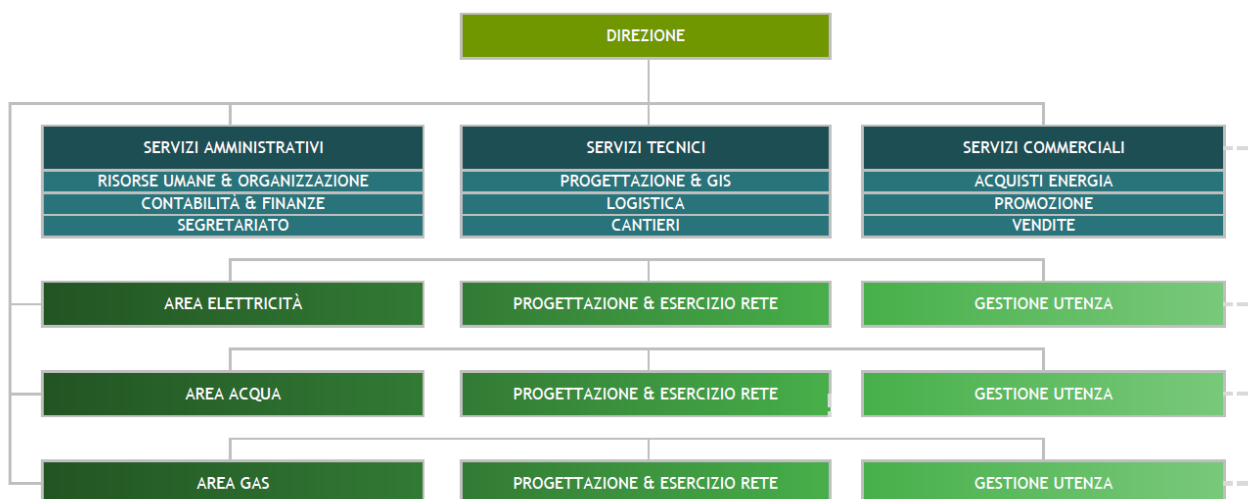 DIREZIONE
SERVIZI AMMINISTRATIVI
RISORSE UMANE & ORGANIZZAZIONE
CONTABILITÀ & FINANZE
SEGRETARIATO
SERVIZI TECNICI
PROGETTAZIONE & GIS
LOGISTICA
CANTIERI
SERVIZI COMMERCIALI
ACQUISTI ENERGIA
PROMOZIONE
VENDITE
AREA ELETTRICITÀ
PROGETTAZIONE & ESERCIZIO RETE
GESTIONE UTENZA
AREA ACQUA
PROGETTAZIONE & ESERCIZIO RETE
GESTIONE UTENZA
AREA GAS
PROGETTAZIONE & ESERCIZIO RETE
GESTIONE UTENZA